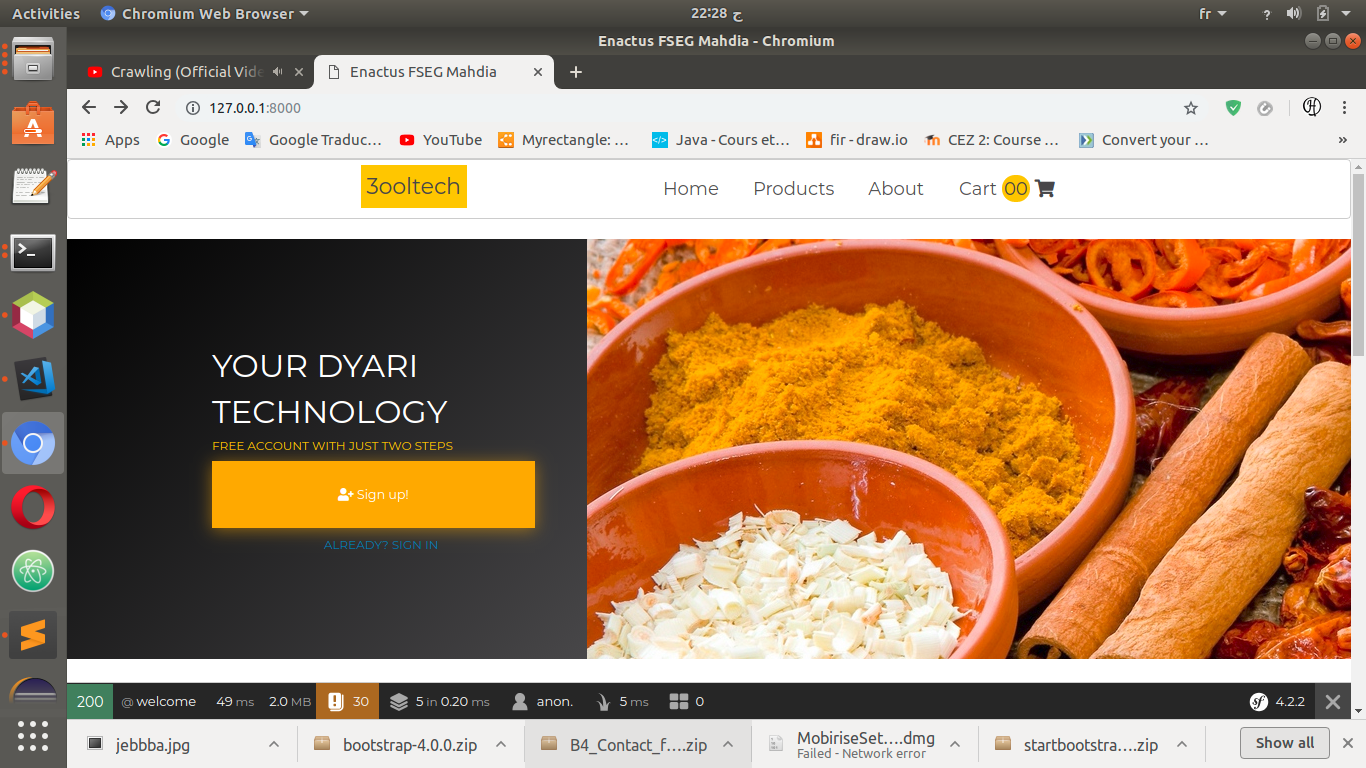 Activities Chromium Web Browser 22:28 ج fr ?
Enactus FSEG Mahdia - Chromium
Crawling (Official Vide Enactus FSEG Mahdia
127.0.0.1:8000
Apps Google Google Traduc… YouTube Myrectangle: … Java - Cours et… fir - draw.io CEZ 2: Course … Convert your … »
3ooltech Home Products About Cart 00
YOUR DYARI
TECHNOLOGY
FREE ACCOUNT WITH JUST TWO STEPS
Sign up!
ALREADY? SIGN IN
200 @ welcome 49 ms 2.0 MB 30 5 in 0.20 ms anon. 5 ms 0 sf 4.2.2
jebbba.jpg bootstrap-4.0.0.zip B4_Contact_f….zip MobiriseSet….dmg startbootstra….zip Show all
Failed - Network error